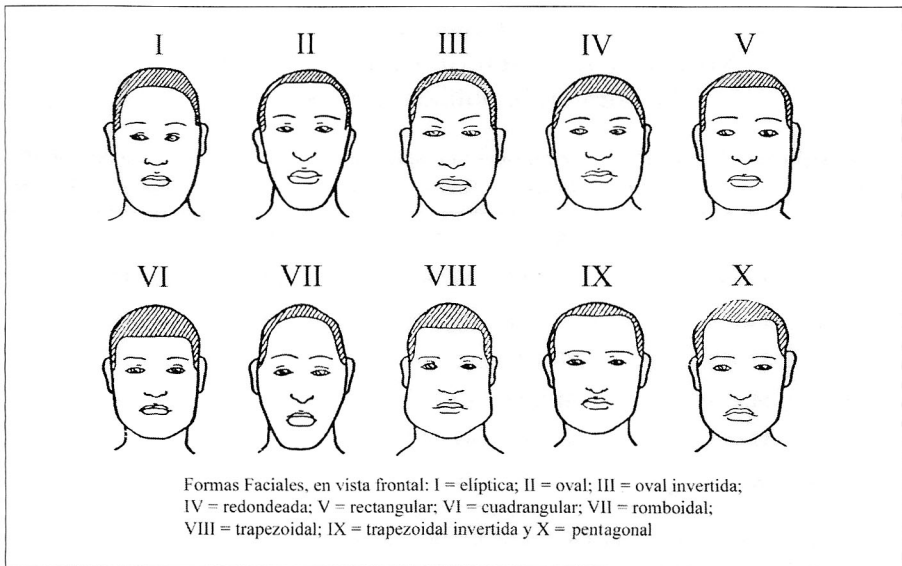 I II III IV V
VI VII VIII IX X
Formas Faciales, en vista frontal: I = elíptica; II = oval; III = oval invertida;
IV = redondeada; V = rectangular; VI = cuadrangular; VII = romboidal;
VIII = trapezoidal; IX = trapezoidal invertida y X = pentagonal